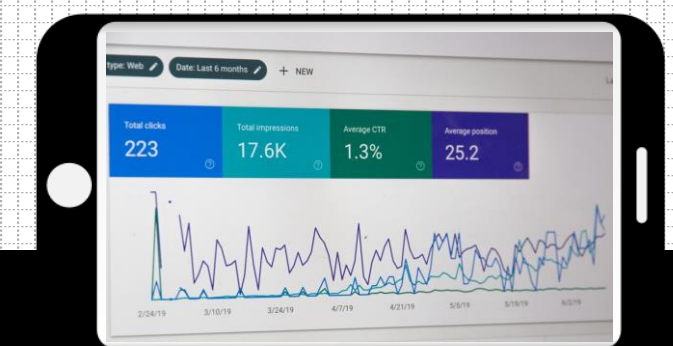 type: Web
Date: Last 6 months
+ NEW
Total clicks
Total impressions
Average CTR
Average position
223
17.6K
1.3%
25.2
2/24/19
3/10/19
3/24/19
4/7/19
4/21/19
5/5/19
5/19/19
6/2/19